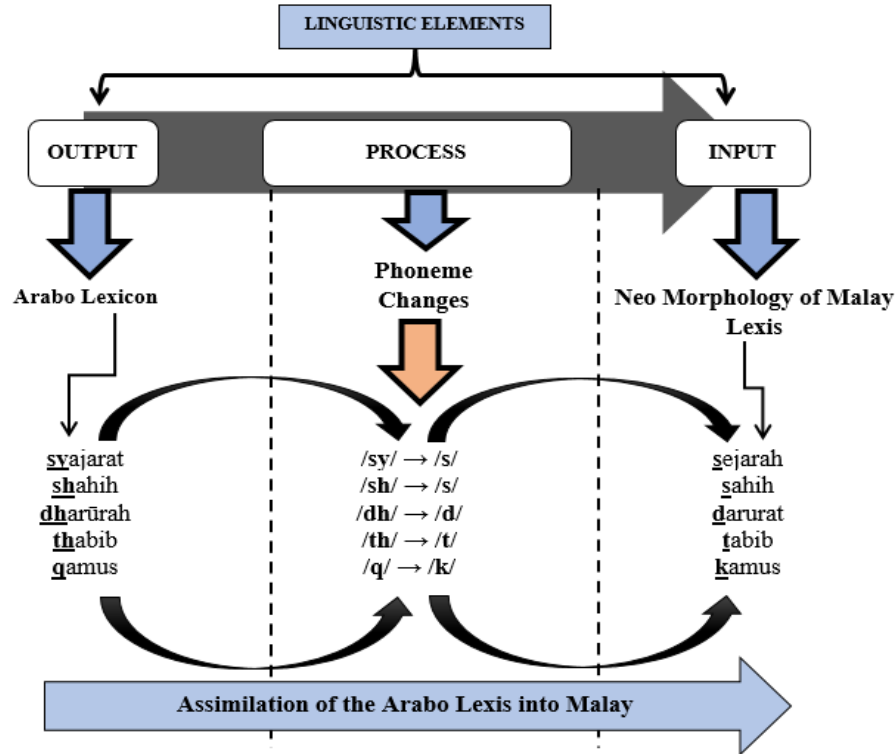 LINGUISTIC ELEMENTS
OUTPUT
PROCESS
INPUT
Arabo Lexicon
Phoneme
Changes
Neo Morphology of Malay
Lexis
syajarat
shahih
dharūrah
thabib
qamus
/sy/ → /s/
/sh/ → /s/
/dh/ → /d/
/th/ → /t/
/q/ → /k/
sejarah
sahih
darurat
tabib
kamus
Assimilation of the Arabo Lexis into Malay